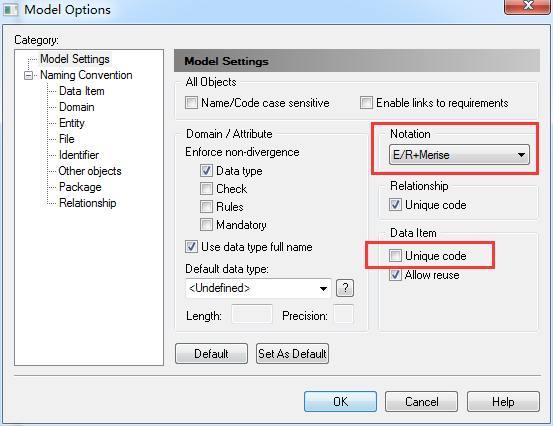 Model Options
Category:
Model Settings
Naming Convention
Data Item
Domain
Entity
File
Identifier
Other objects
Package
Relationship
Model Settings
All Objects
Name/Code case sensitive
Enable links to requirements
Domain / Attribute
Enforce non-divergence
Data type
Check
Rules
Mandatory
Use data type full name
Default data type:
<Undefined>
?
Length:
Precision:
Notation
E/R+Merise
Relationship
Unique code
Data Item
Unique code
Allow reuse
Default
Set As Default
OK
Cancel
Help